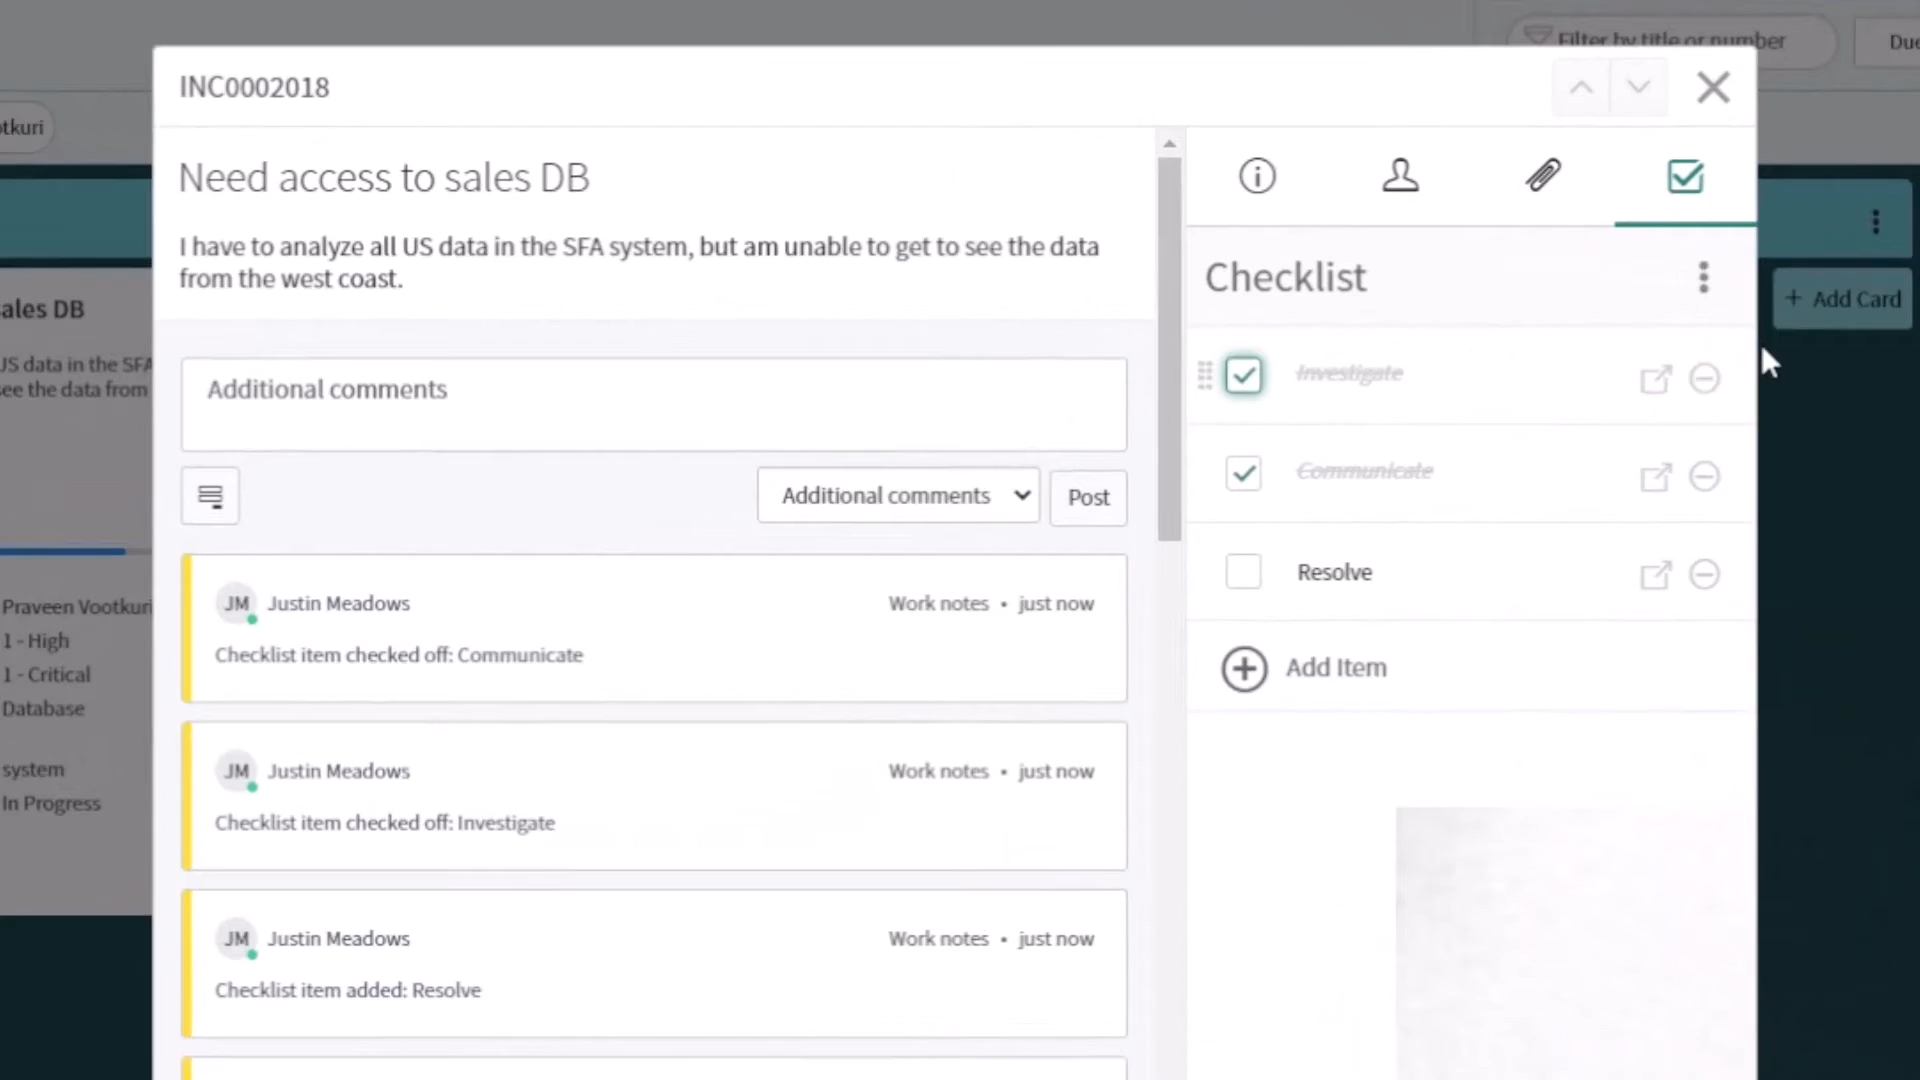 Filter by title or number
Due
otkuri
ales DB
US data in the SFA
see the data from
Praveen Vootkuri
1 - High
1 - Critical
Database
system
In Progress
INC0002018
Need access to sales DB
I have to analyze all US data in the SFA system, but am unable to get to see the data
from the west coast.
Additional comments
Additional comments
Post
JM Justin Meadows
Work notes • just now
Checklist item checked off: Communicate
JM Justin Meadows
Work notes • just now
Checklist item checked off: Investigate
JM Justin Meadows
Work notes • just now
Checklist item added: Resolve
Checklist
Investigate
Communicate
Resolve
Add Item
+ Add Card